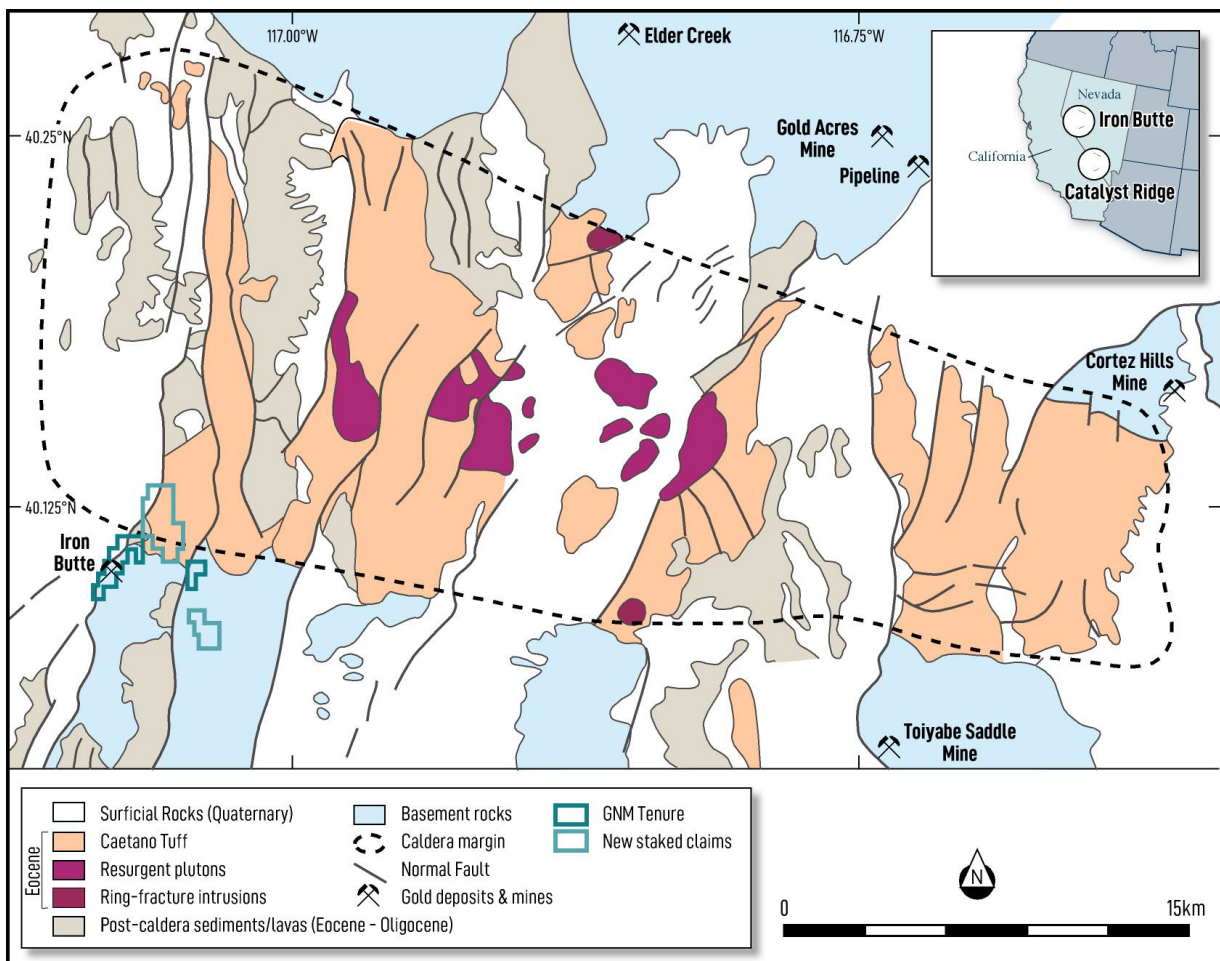 117.00°W
116.75°W
Elder Creek
40.25°N
Gold Acres
Mine
Pipeline
Nevada
Iron Butte
California
Catalyst Ridge
Cortez Hills
Mine
40.125°N
Iron
Butte
Toiyabe Saddle
Mine
Surficial Rocks (Quaternary)
Caetano Tuff
Resurgent plutons
Ring-fracture intrusions
Eocene
Post-caldera sediments/lavas (Eocene - Oligocene)
Basement rocks
Caldera margin
Normal Fault
Gold deposits & mines
GNM Tenure
New staked claims
N
0
15km